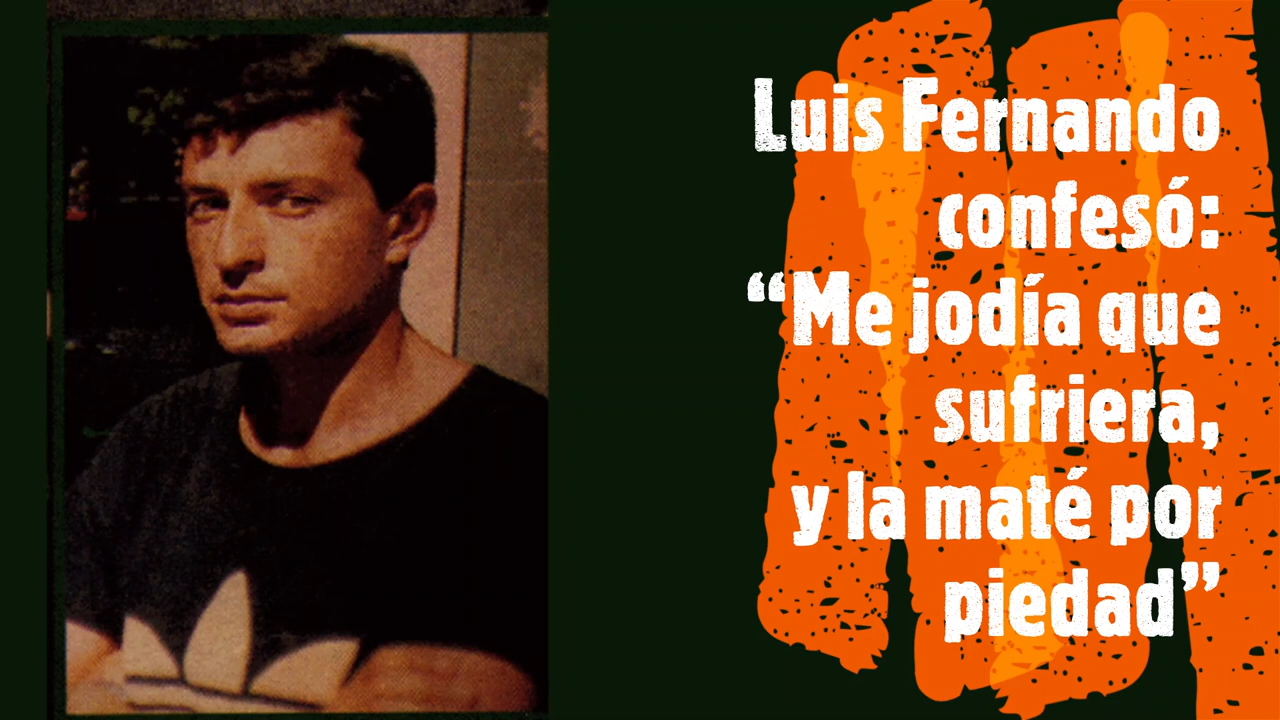 Luis Fernando
confesó:
“Me jodía que
sufriera,
y la maté por
piedad”